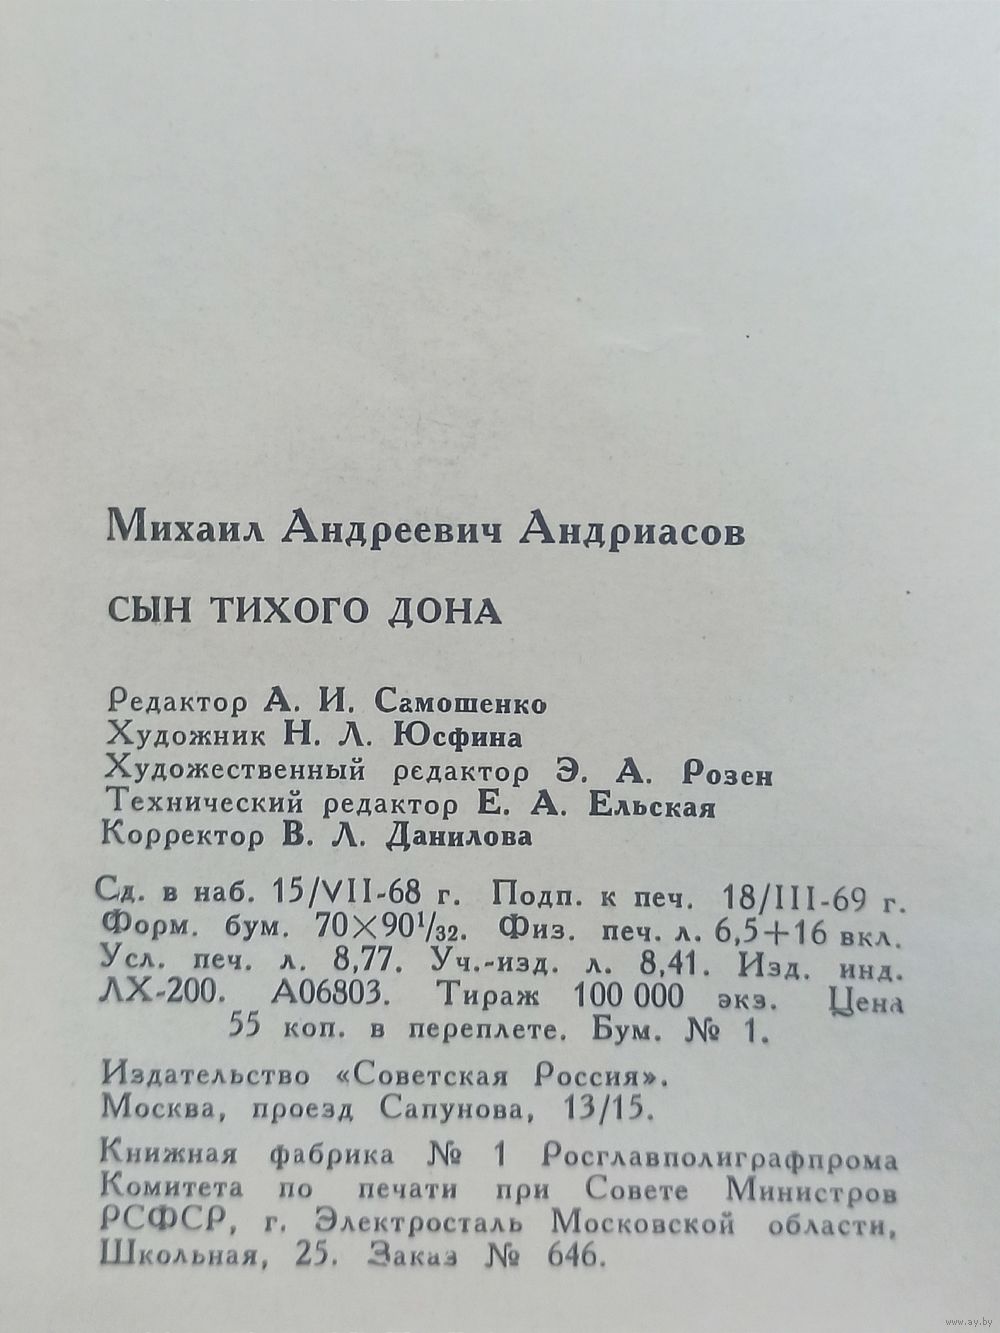 Михаил Андреевич Андриасов
СЫН ТИХОГО ДОНА
Редактор А. И. Самошенко
Художник Н. Л. Юсфина
Художественный редактор Э. А. Розен
Технический редактор Е. А. Ельская
Корректор В. Л. Данилова
Сд. в наб. 15/VII-68 г. Подп. к печ. 18/III-69 г.
Форм. бум. 70×90¹/₃₂. Физ. печ. л. 6,5+16 вкл.
Усл. печ. л. 8,77. Уч.-изд. л. 8,41. Изд. инд.
ЛХ-200. А06803. Тираж 100 000 экз. Цена
55 коп. в переплете. Бум. № 1.
Издательство «Советская Россия».
Москва, проезд Сапунова, 13/15.
Книжная фабрика № 1 Росглавполиграфпрома
Комитета по печати при Совете Министров
РСФСР, г. Электросталь Московской области,
Школьная, 25. Заказ № 646.
www.ay.by